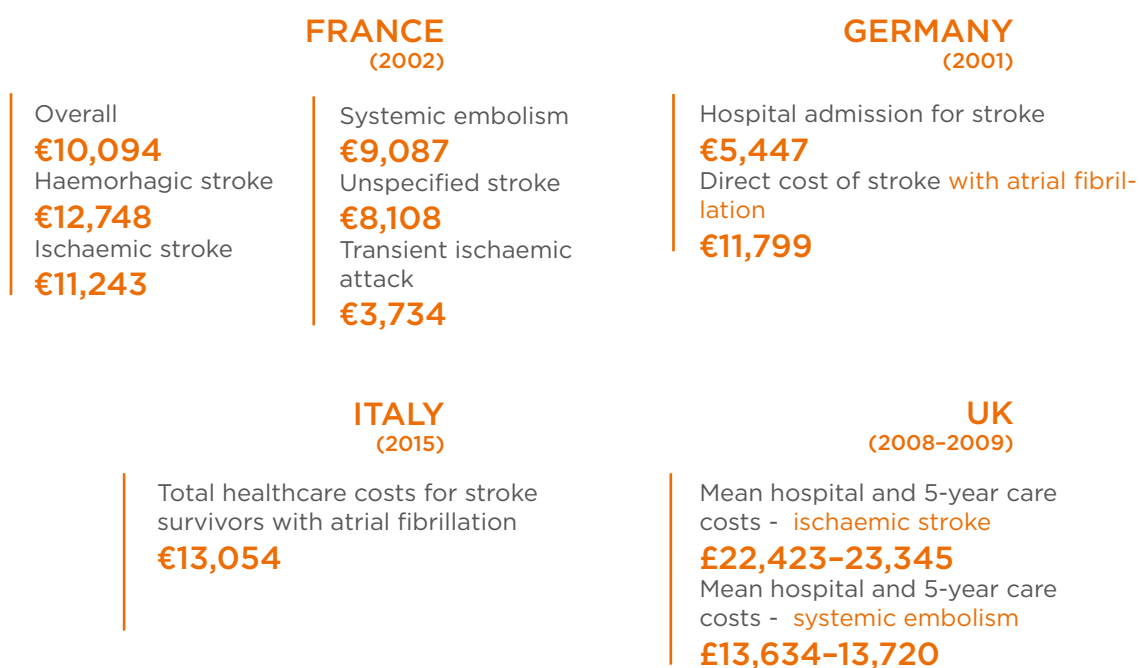 FRANCE
(2002)
Overall
€10,094
Haemorhagic stroke
€12,748
Ischaemic stroke
€11,243
Systemic embolism
€9,087
Unspecified stroke
€8,108
Transient ischaemic
attack
€3,734
GERMANY
(2001)
Hospital admission for stroke
€5,447
Direct cost of stroke with atrial fibril-
lation
€11,799
ITALY
(2015)
Total healthcare costs for stroke
survivors with atrial fibrillation
€13,054
UK
(2008–2009)
Mean hospital and 5-year care
costs - ischaemic stroke
£22,423–23,345
Mean hospital and 5-year care
costs - systemic embolism
£13,634–13,720